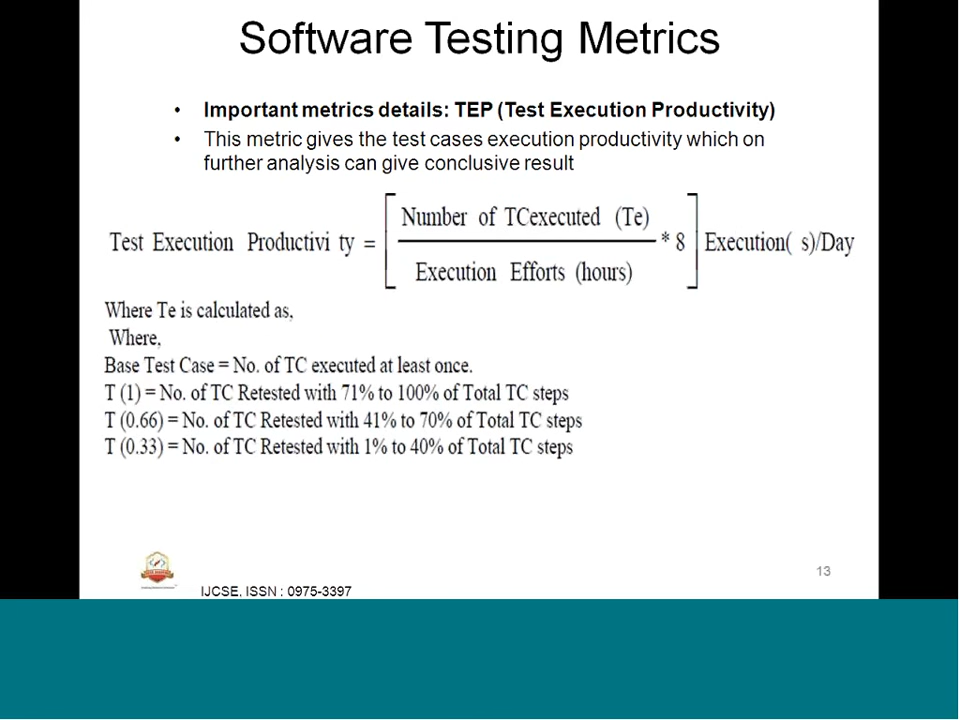 Software Testing Metrics
• Important metrics details: TEP (Test Execution Productivity)
• This metric gives the test cases execution productivity which on
further analysis can give conclusive result
Number of TCexecuted (Te)
Test Execution Productivi ty = * 8 Execution( s)/Day
Execution Efforts (hours)
Where Te is calculated as,
Where,
Base Test Case = No. of TC executed at least once.
T (1) = No. of TC Retested with 71% to 100% of Total TC steps
T (0.66) = No. of TC Retested with 41% to 70% of Total TC steps
T (0.33) = No. of TC Retested with 1% to 40% of Total TC steps
13
IJCSE, ISSN : 0975-3397